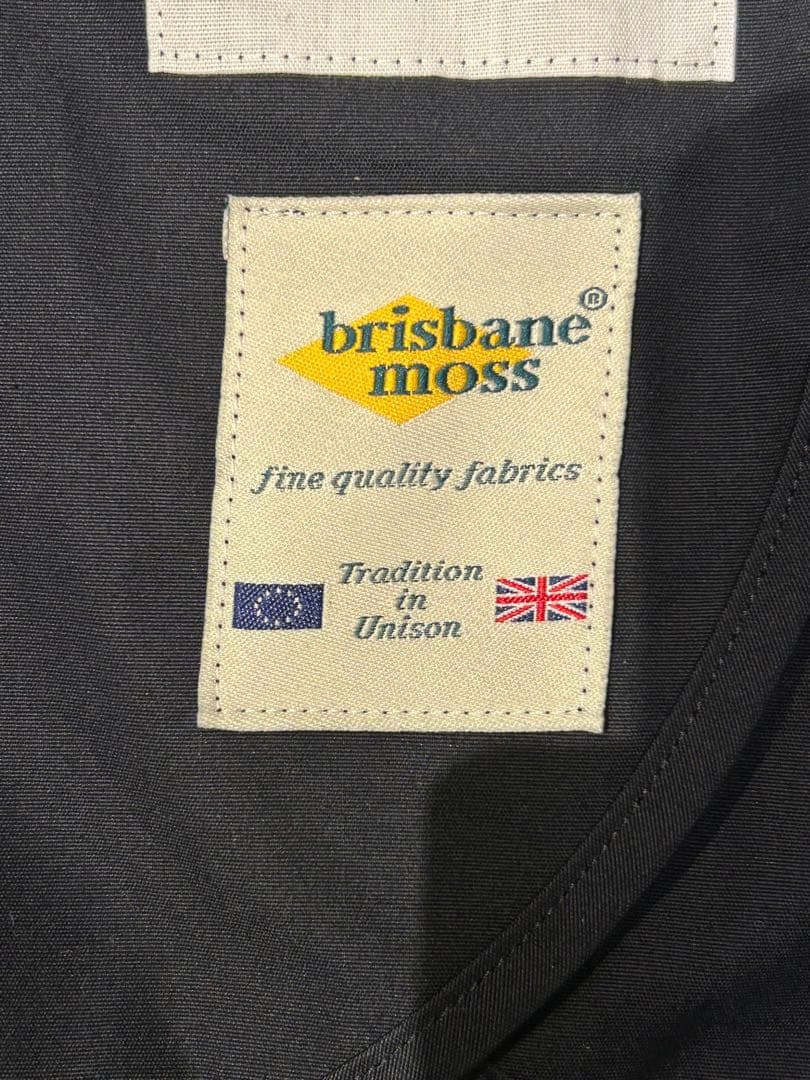 brisbane®
moss
fine quality fabrics
Tradition
in
Unison